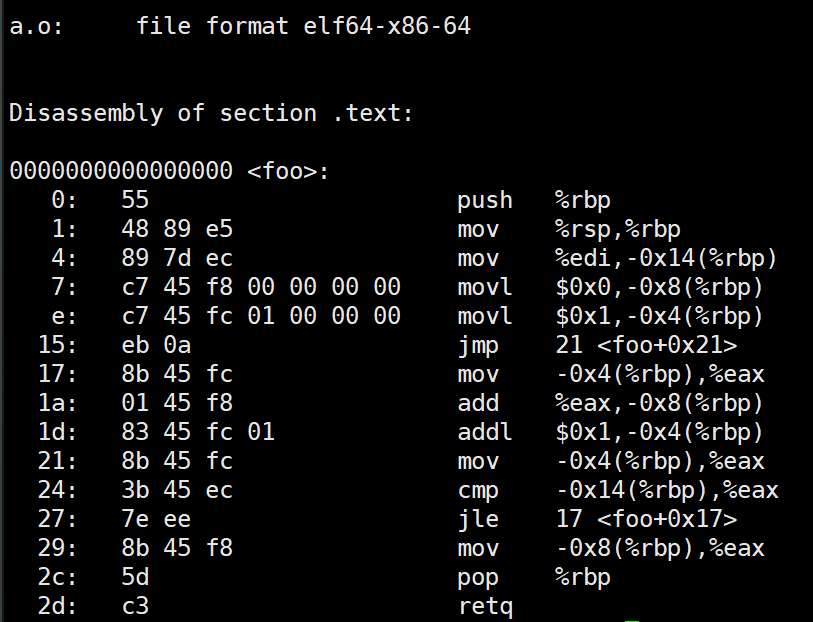 a.o:     file format elf64-x86-64
Disassembly of section .text:
0000000000000000 <foo>:
   0:   55                      push   %rbp
   1:   48 89 e5                mov    %rsp,%rbp
   4:   89 7d ec                mov    %edi,-0x14(%rbp)
   7:   c7 45 f8 00 00 00 00    movl   $0x0,-0x8(%rbp)
   e:   c7 45 fc 01 00 00 00    movl   $0x1,-0x4(%rbp)
  15:   eb 0a                   jmp    21 <foo+0x21>
  17:   8b 45 fc                mov    -0x4(%rbp),%eax
  1a:   01 45 f8                add    %eax,-0x8(%rbp)
  1d:   83 45 fc 01             addl   $0x1,-0x4(%rbp)
  21:   8b 45 fc                mov    -0x4(%rbp),%eax
  24:   3b 45 ec                cmp    -0x14(%rbp),%eax
  27:   7e ee                   jle    17 <foo+0x17>
  29:   8b 45 f8                mov    -0x8(%rbp),%eax
  2c:   5d                      pop    %rbp
  2d:   c3                      retq